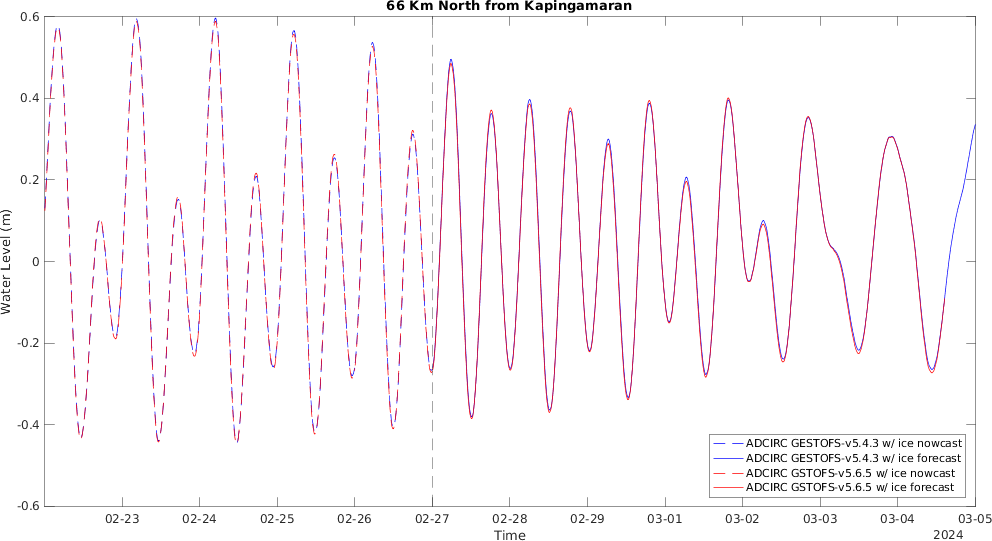 66 Km North from Kapingamaran
Water Level (m)
0.6
0.4
0.2
0
-0.2
-0.4
-0.6
02-23
02-24
02-25
02-26
02-27
02-28
02-29
03-01
03-02
03-03
03-04
03-05
Time
2024
ADCIRC GESTOFS-v5.4.3 w/ ice nowcast
ADCIRC GESTOFS-v5.4.3 w/ ice forecast
ADCIRC GSTOFS-v5.6.5 w/ ice nowcast
ADCIRC GSTOFS-v5.6.5 w/ ice forecast